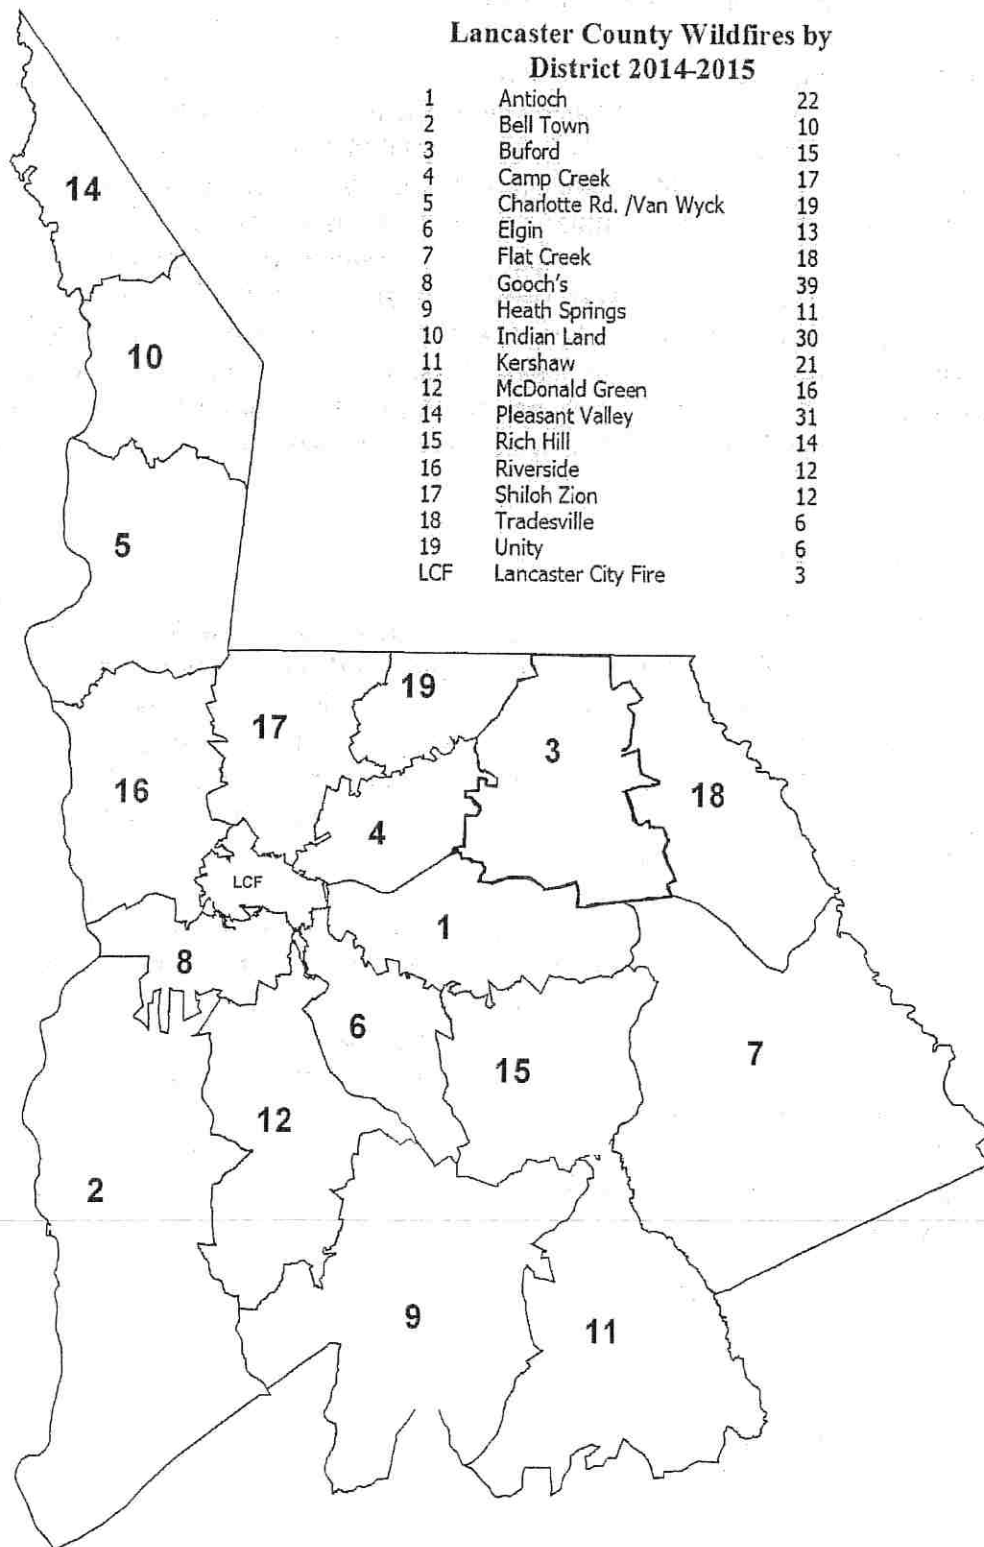 Lancaster County Wildfires by
District 2014-2015
1 Antioch 22
2 Bell Town 10
3 Buford 15
4 Camp Creek 17
5 Charlotte Rd. /Van Wyck 19
6 Elgin 13
7 Flat Creek 18
8 Gooch's 39
9 Heath Springs 11
10 Indian Land 30
11 Kershaw 21
12 McDonald Green 16
14 Pleasant Valley 31
15 Rich Hill 14
16 Riverside 12
17 Shiloh Zion 12
18 Tradesville 6
19 Unity 6
LCF Lancaster City Fire 3
14
10
5
19
17
3
16
18
4
LCF
1
8
6
7
15
12
2
9
11